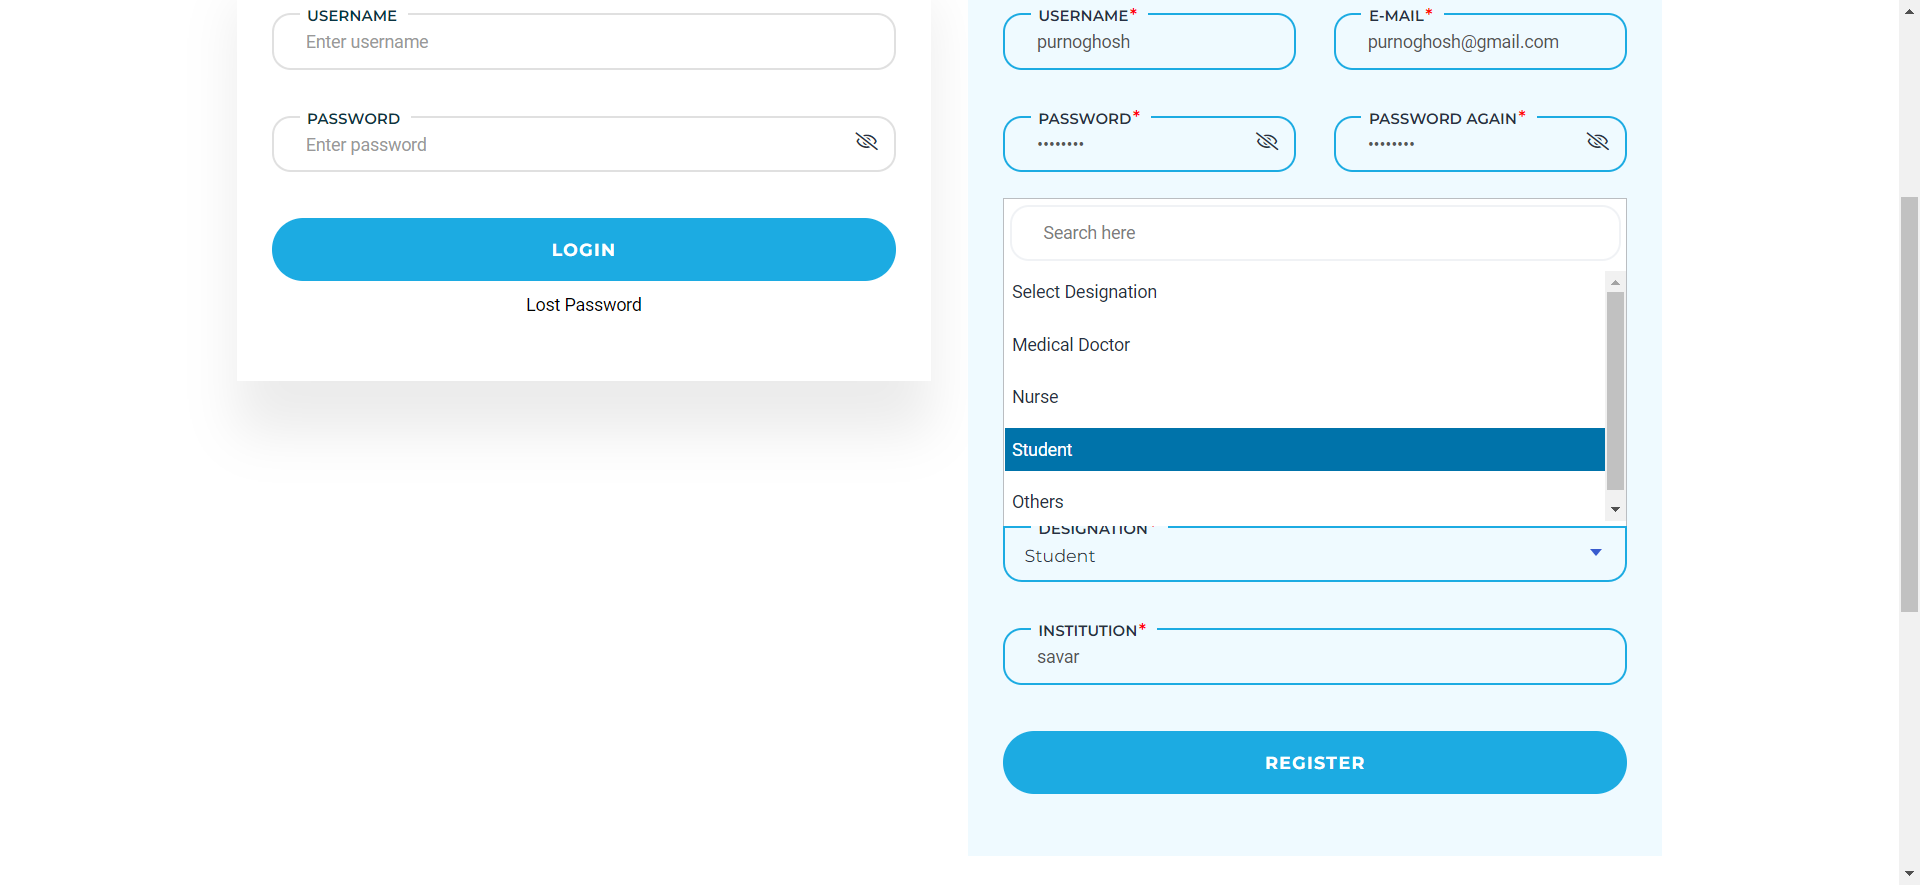 USERNAME
Enter username
PASSWORD
Enter password
LOGIN
Lost Password
USERNAME*
purnoghosh
E-MAIL*
purnoghosh@gmail.com
PASSWORD*
••••••••
PASSWORD AGAIN*
••••••••
Search here
Select Designation
Medical Doctor
Nurse
Student
Others
DESIGNATION*
Student
INSTITUTION*
savar
REGISTER